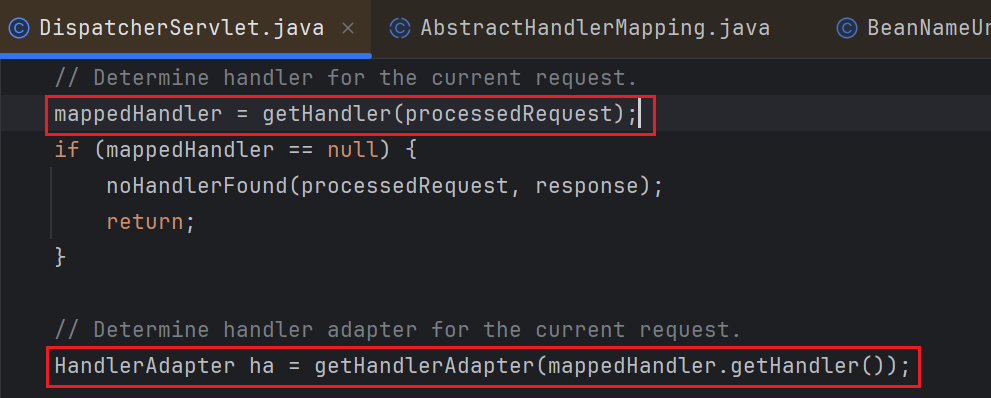 DispatcherServlet.java × AbstractHandlerMapping.java BeanNameUr
// Determine handler for the current request.
mappedHandler = getHandler(processedRequest);
if (mappedHandler == null) {
noHandlerFound(processedRequest, response);
return;
}
// Determine handler adapter for the current request.
HandlerAdapter ha = getHandlerAdapter(mappedHandler.getHandler());